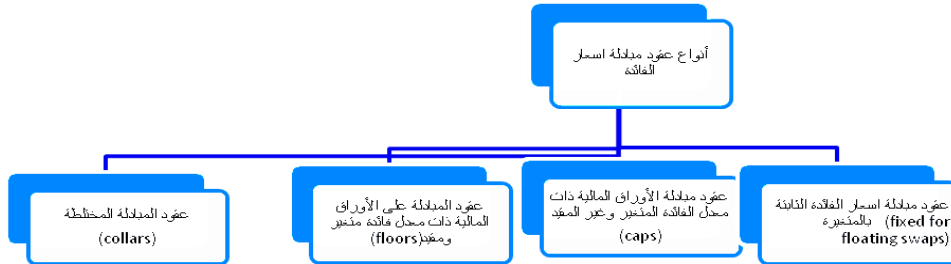 أنواع عقود مبادلة اسعار
الفائدة
عقود مبادلة اسعار الفائدة الثابتة
بالمتغيرة (fixed for
floating swaps)
عقود مبادلة الأوراق المالية ذات
معدل الفائدة المتغير وغير المقيد
(caps)
عقود المبادلة على الأوراق
المالية ذات معدل فائدة متغير
ومقيد(floors)
عقود المبادلة المختلطة
(collars)